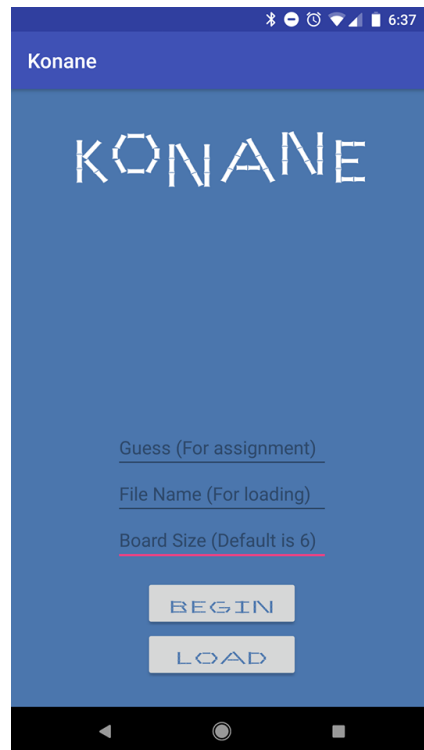 6:37
Konane
KONANE
Guess (For assignment)
File Name (For loading)
Board Size (Default is 6)
BEGIN
LOAD